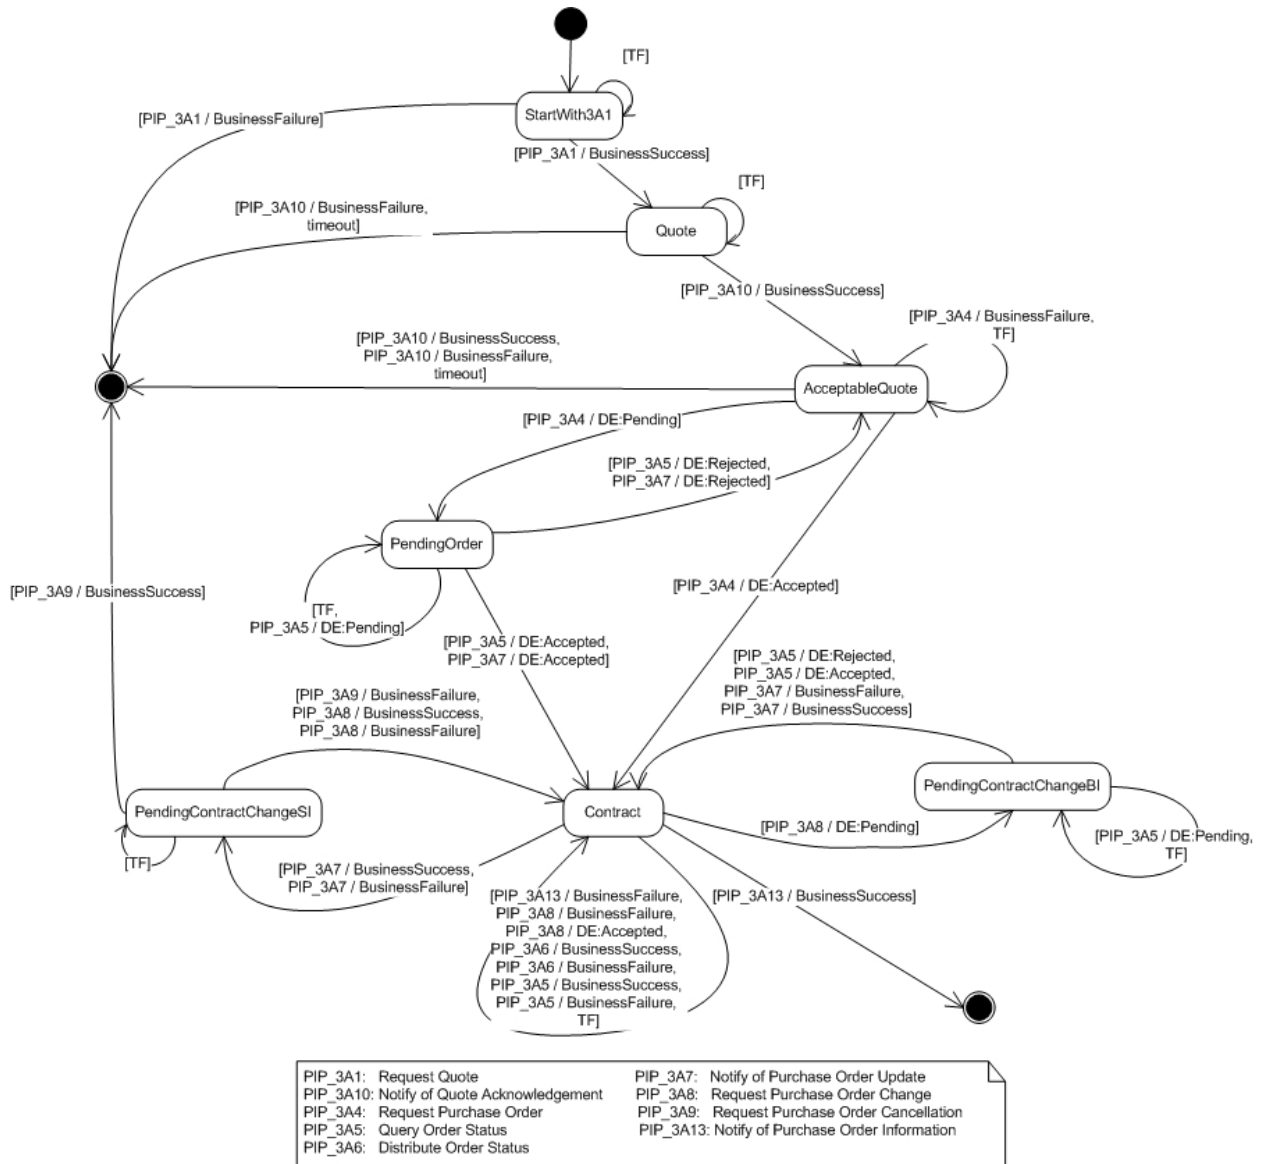 [TF]
StartWith3A1
[PIP_3A1 / BusinessFailure]
[PIP_3A1 / BusinessSuccess]
[TF]
[PIP_3A10 / BusinessFailure,
timeout]
Quote
[PIP_3A10 / BusinessSuccess]
[PIP_3A4 / BusinessFailure,
TF]
[PIP_3A10 / BusinessSuccess,
PIP_3A10 / BusinessFailure,
timeout]
AcceptableQuote
[PIP_3A4 / DE:Pending]
[PIP_3A5 / DE:Rejected,
PIP_3A7 / DE:Rejected]
PendingOrder
[PIP_3A9 / BusinessSuccess]
[PIP_3A4 / DE:Accepted]
[TF,
PIP_3A5 / DE:Pending]
[PIP_3A5 / DE:Accepted,
PIP_3A7 / DE:Accepted]
[PIP_3A5 / DE:Rejected,
PIP_3A5 / DE:Accepted,
PIP_3A7 / BusinessFailure,
PIP_3A7 / BusinessSuccess]
[PIP_3A9 / BusinessFailure,
PIP_3A8 / BusinessSuccess,
PIP_3A8 / BusinessFailure]
PendingContractChangeBI
PendingContractChangeSI
Contract
[PIP_3A8 / DE:Pending]
[PIP_3A5 / DE:Pending,
TF]
[TF]
[PIP_3A7 / BusinessSuccess,
PIP_3A7 / BusinessFailure]
[PIP_3A13 / BusinessFailure,
PIP_3A8 / BusinessFailure,
PIP_3A8 / DE:Accepted,
PIP_3A6 / BusinessSuccess,
PIP_3A6 / BusinessFailure,
PIP_3A5 / BusinessSuccess,
PIP_3A5 / BusinessFailure,
TF]
[PIP_3A13 / BusinessSuccess]
PIP_3A1: Request Quote
PIP_3A10: Notify of Quote Acknowledgement
PIP_3A4: Request Purchase Order
PIP_3A5: Query Order Status
PIP_3A6: Distribute Order Status
PIP_3A7: Notify of Purchase Order Update
PIP_3A8: Request Purchase Order Change
PIP_3A9: Request Purchase Order Cancellation
PIP_3A13: Notify of Purchase Order Information